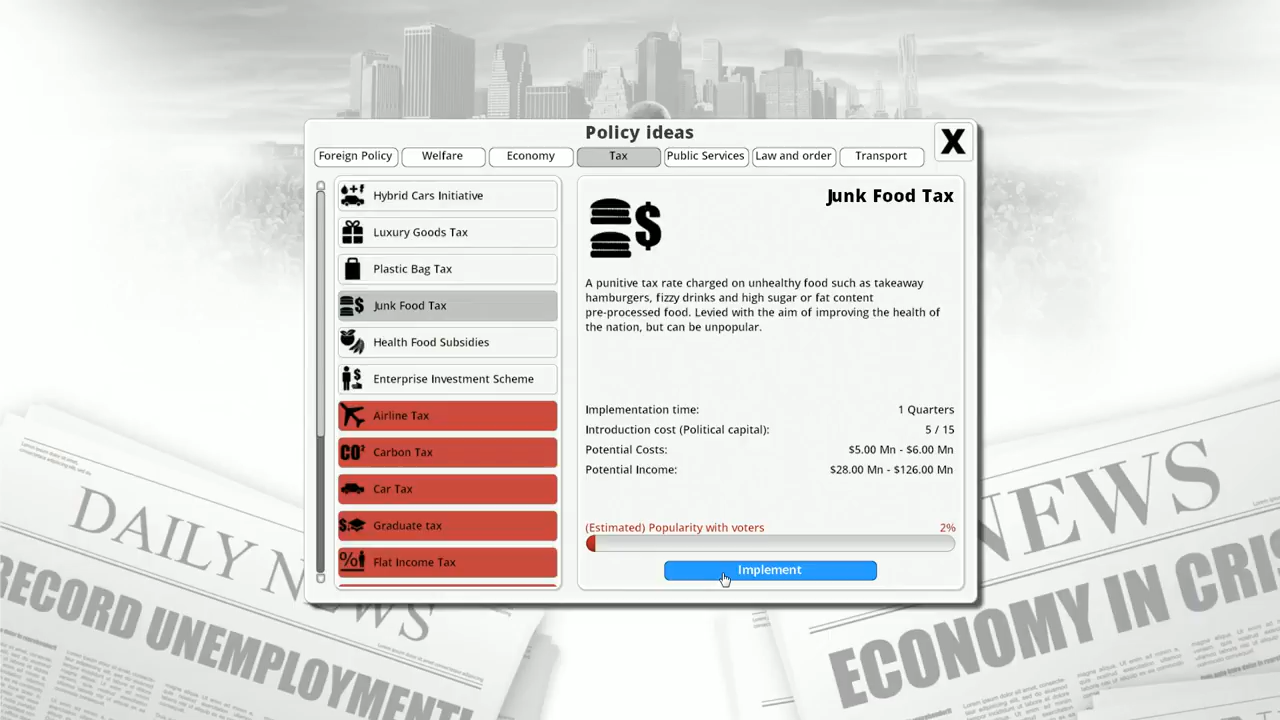 Policy ideas
X
Foreign Policy
Welfare
Economy
Tax
Public Services
Law and order
Transport
Hybrid Cars Initiative
Luxury Goods Tax
Plastic Bag Tax
Junk Food Tax
Health Food Subsidies
Enterprise Investment Scheme
Airline Tax
CO² Carbon Tax
Car Tax
Graduate tax
Flat Income Tax
Junk Food Tax
A punitive tax rate charged on unhealthy food such as takeaway
hamburgers, fizzy drinks and high sugar or fat content
pre-processed food. Levied with the aim of improving the health of
the nation, but can be unpopular.
Implementation time: 1 Quarters
Introduction cost (Political capital): 5 / 15
Potential Costs: $5.00 Mn - $6.00 Mn
Potential Income: $28.00 Mn - $126.00 Mn
(Estimated) Popularity with voters 2%
Implement
DAILY NEWS
RECORD UNEMPLOYMENT!
NEWS
ECONOMY IN CRIS